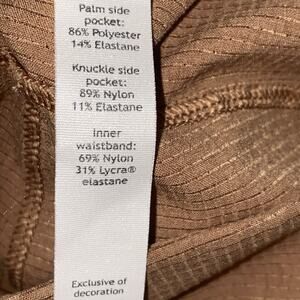 Palm side
pocket:
86% Polyester
14% Elastane
Knuckle side
pocket:
89% Nylon
11% Elastane
Inner
waistband:
69% Nylon
31% Lycra®
elastane
Exclusive of
decoration